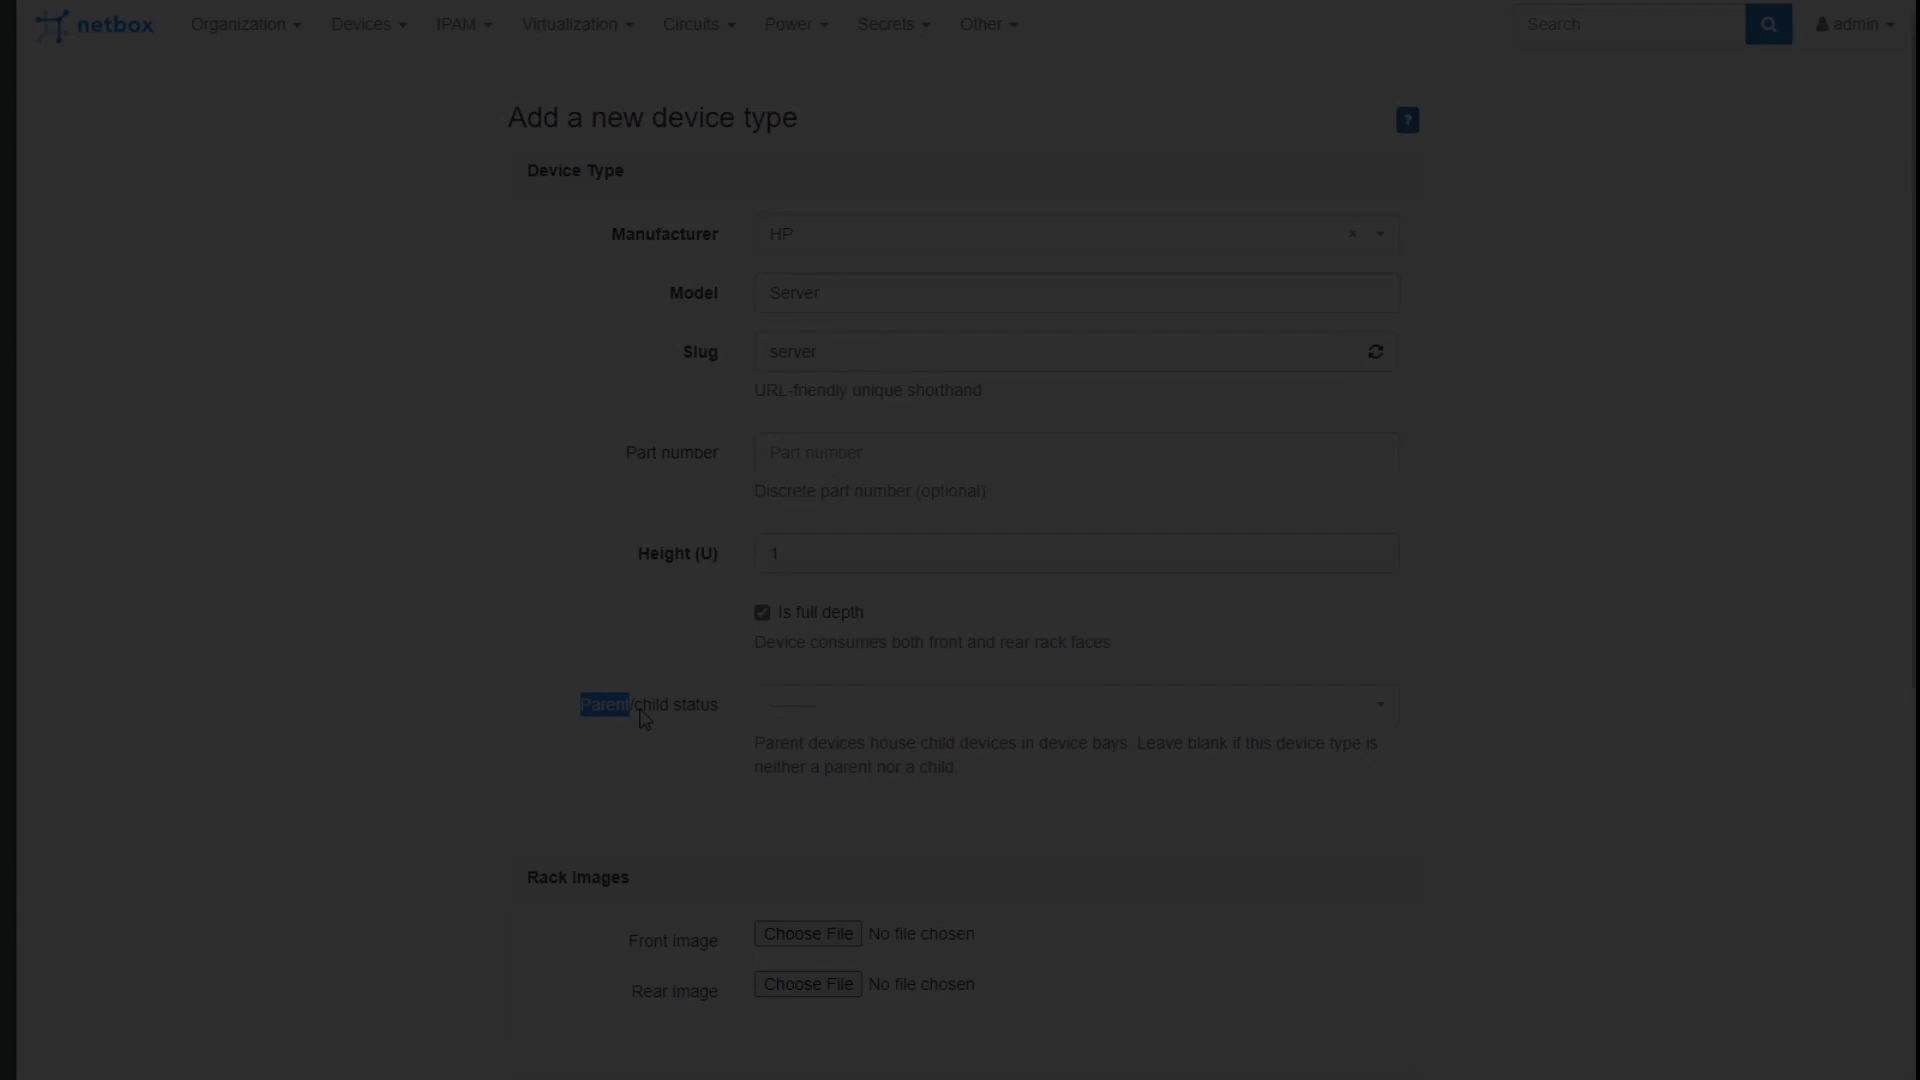 netbox Organization Devices IPAM Virtualization Circuits Power Secrets Other Search admin
Add a new device type ?
Device Type
Manufacturer HP × 
Model Server
Slug server
URL-friendly unique shorthand
Part number Part number
Discrete part number (optional)
Height (U) 1
Is full depth
Device consumes both front and rear rack faces
Parent/child status ---------
Parent devices house child devices in device bays. Leave blank if this device type is
neither a parent nor a child.
Rack Images
Front image Choose File No file chosen
Rear image Choose File No file chosen